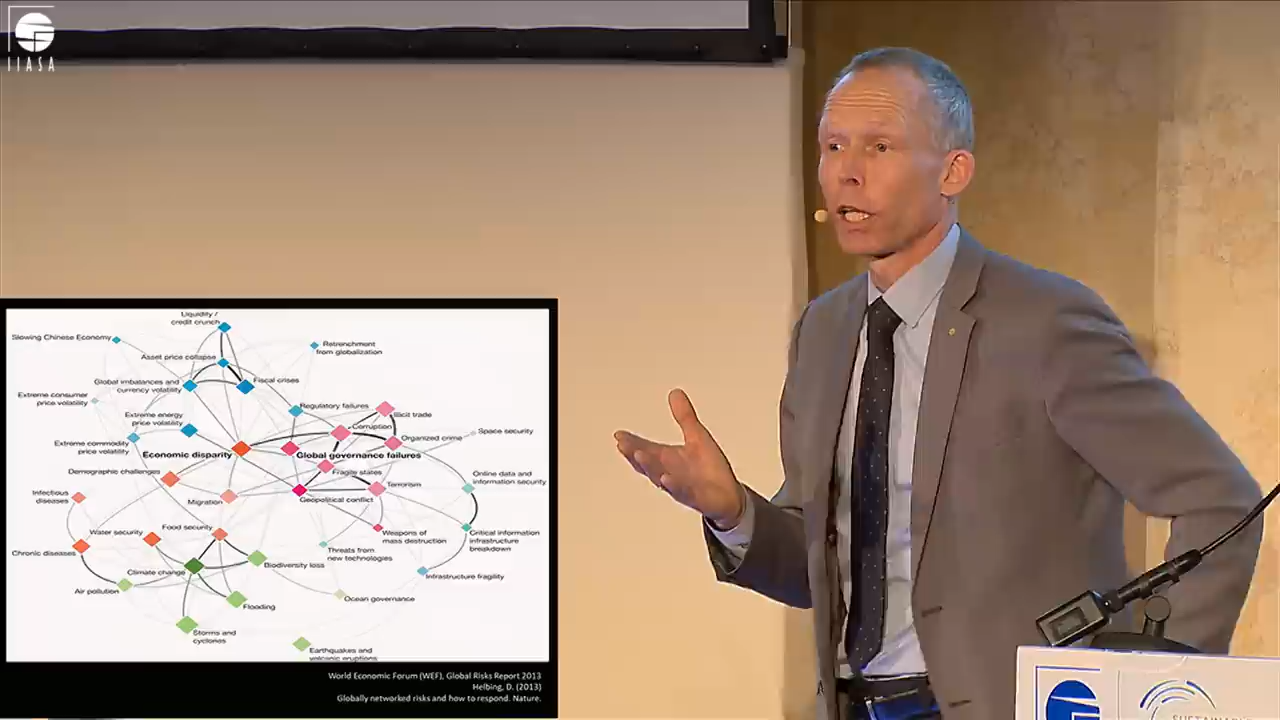 IIASA
Liquidity /
credit crunch
Slowing Chinese Economy
Retrenchment
from globalization
Asset price collapse
Global imbalances and
currency volatility
Fiscal crises
Extreme consumer
price volatility
Regulatory failures
Illicit trade
Extreme energy
price volatility
Corruption
Organized crime
Space security
Extreme commodity
price volatility
Economic disparity
Global governance failures
Demographic challenges
Fragile states
Online data and
information security
Terrorism
Infectious
diseases
Migration
Geopolitical conflict
Water security
Food security
Weapons of
mass destruction
Critical information
infrastructure
breakdown
Chronic diseases
Threats from
new technologies
Climate change
Biodiversity loss
Infrastructure fragility
Air pollution
Flooding
Ocean governance
Storms and
cyclones
Earthquakes and
volcanic eruptions
World Economic Forum (WEF), Global Risks Report 2013
Helbing, D. (2013)
Globally networked risks and how to respond. Nature.